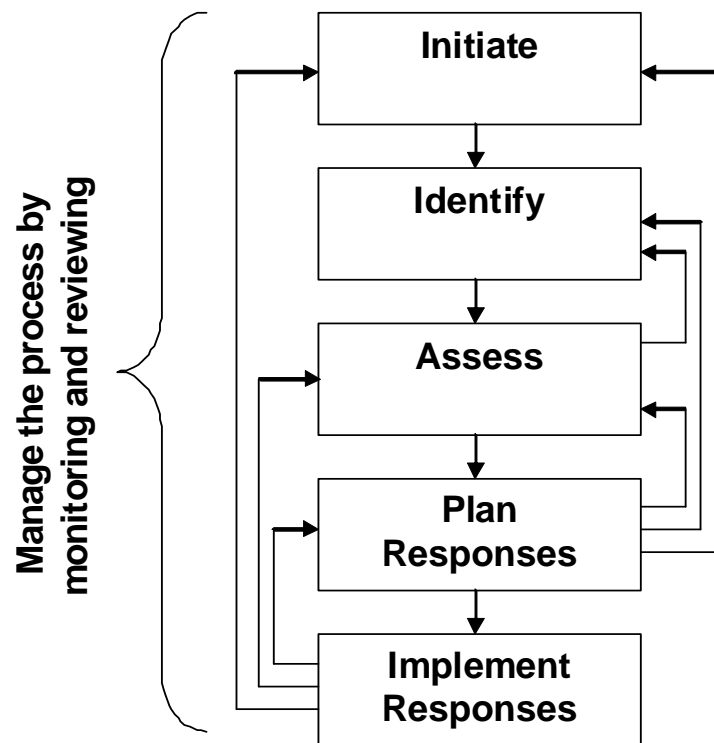 Manage the process by
monitoring and reviewing
Initiate
Identify
Assess
Plan
Responses
Implement
Responses